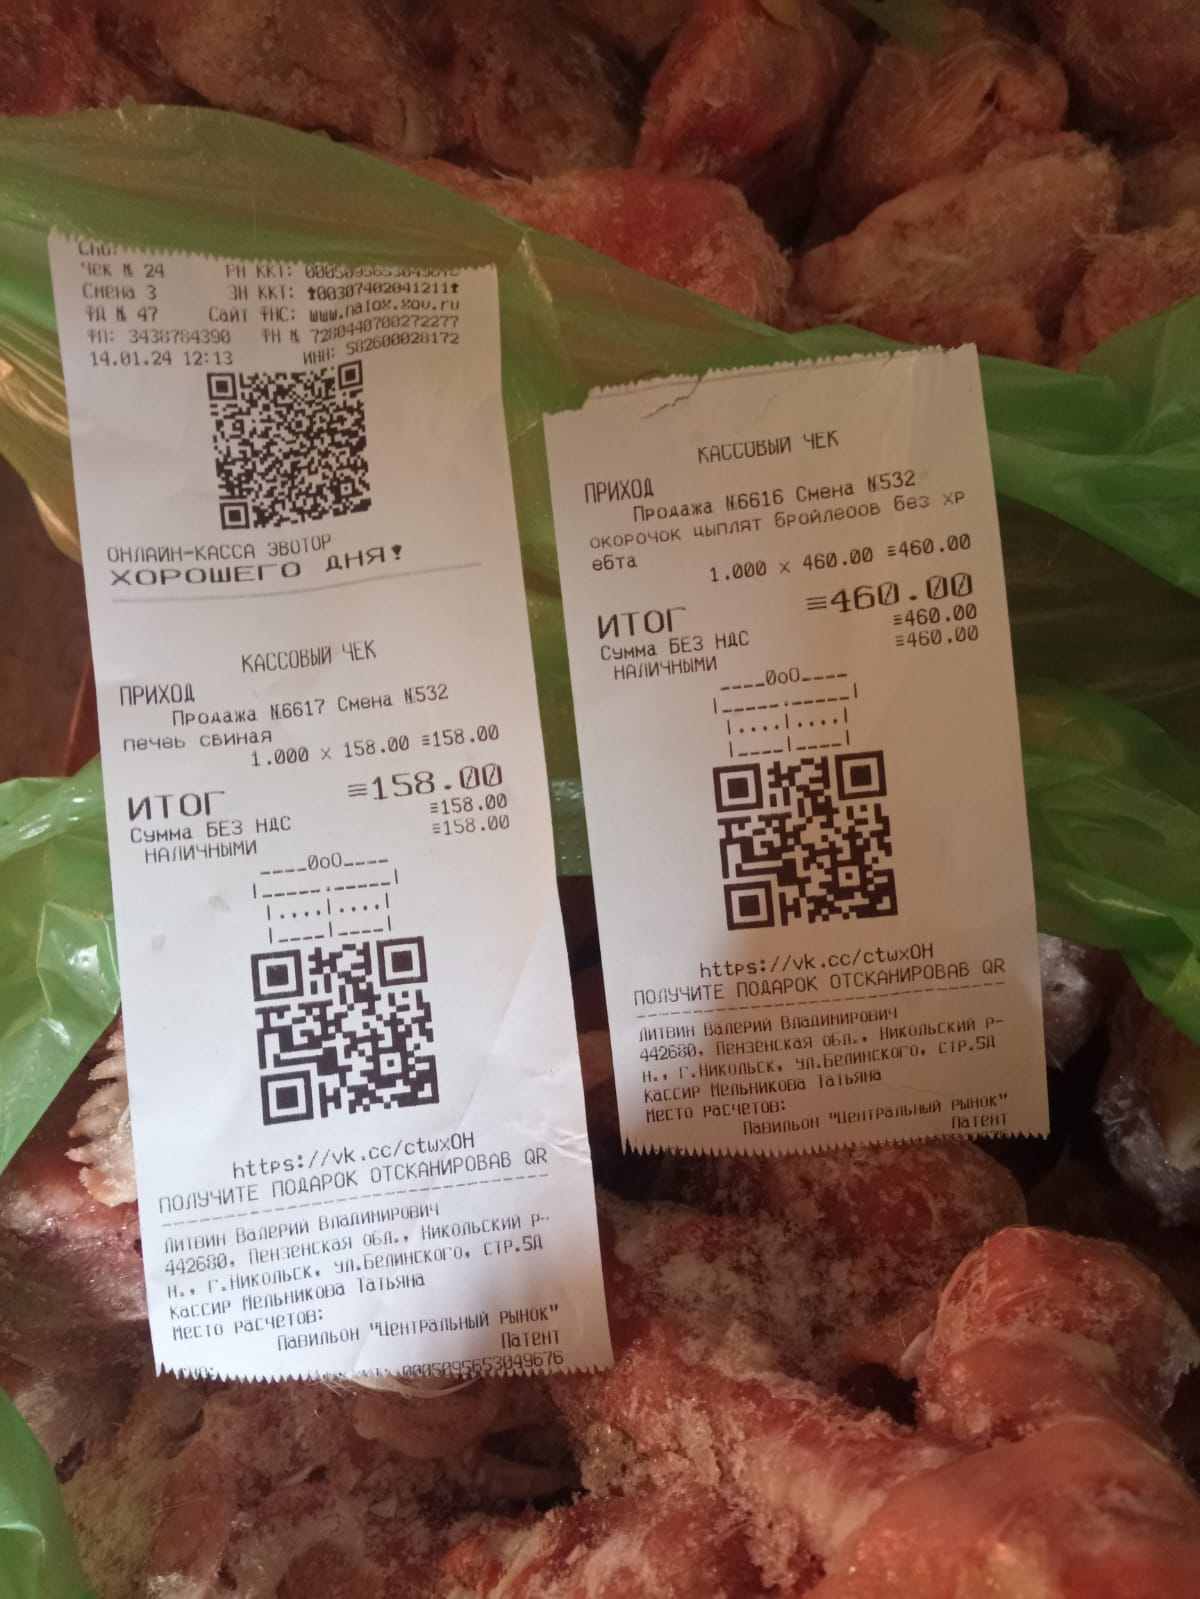 Чек № 24 РН ККТ:
Смена 3 ЗН ККТ: *00307402041211*
ФД № 47 Сайт ФНС: www.nalog.gov.ru
ФП: 3438784390 ФН № 7280440700272277
14.01.24 12:13 ИНН: 582600028172
ОНЛАЙН-КАССА ЭВОТОР
ХОРОШЕГО ДНЯ!
КАССОВЫЙ ЧЕК
ПРИХОД
Продажа №6617 Смена №532
печень свиная
1.000 x 158.00 ≡158.00
ИТОГ ≡158.00
Сумма БЕЗ НДС ≡158.00
НАЛИЧНЫМИ ≡158.00
----0oO----
|-----.-----|
|....|....|
|----|----|
https://vk.cc/ctwxOH
ПОЛУЧИТЕ ПОДАРОК ОТСКАНИРОВАВ QR
Литвин Валерий Владимирович
442680, Пензенская обл., Никольский р-
н., г.Никольск, ул.Белинского, стр.5Д
Кассир Мельникова Татьяна
Место расчетов:
Павильон "Центральный рынок"
Патент
0005095653049676
КАССОВЫЙ ЧЕК
ПРИХОД
Продажа №6616 Смена №532
окорочок цыплят бройлеоов без хр
ебта
1.000 x 460.00 ≡460.00
ИТОГ ≡460.00
Сумма БЕЗ НДС ≡460.00
НАЛИЧНЫМИ ≡460.00
----0oO----
|-----.-----|
|....|....|
|----|----|
https://vk.cc/ctwxOH
ПОЛУЧИТЕ ПОДАРОК ОТСКАНИРОВАВ QR
Литвин Валерий Владимирович
442680, Пензенская обл., Никольский р-
н., г.Никольск, ул.Белинского, стр.5Д
Кассир Мельникова Татьяна
Место расчетов:
Павильон "Центральный рынок"
Патент